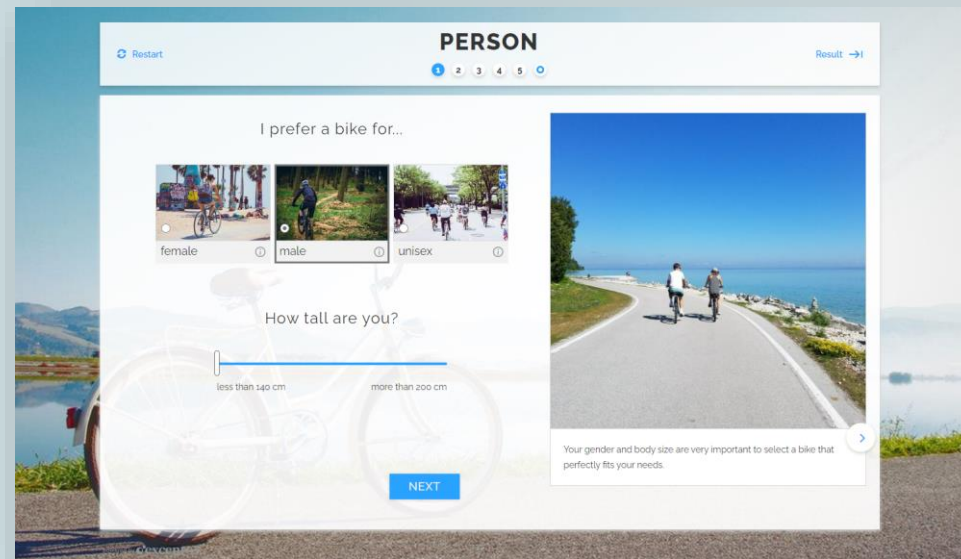 Restart
PERSON
1 2 3 4 5
Result
I prefer a bike for...
female
male
unisex
How tall are you?
less than 140 cm
more than 200 cm
NEXT
Your gender and body size are very important to select a bike that
perfectly fits your needs.